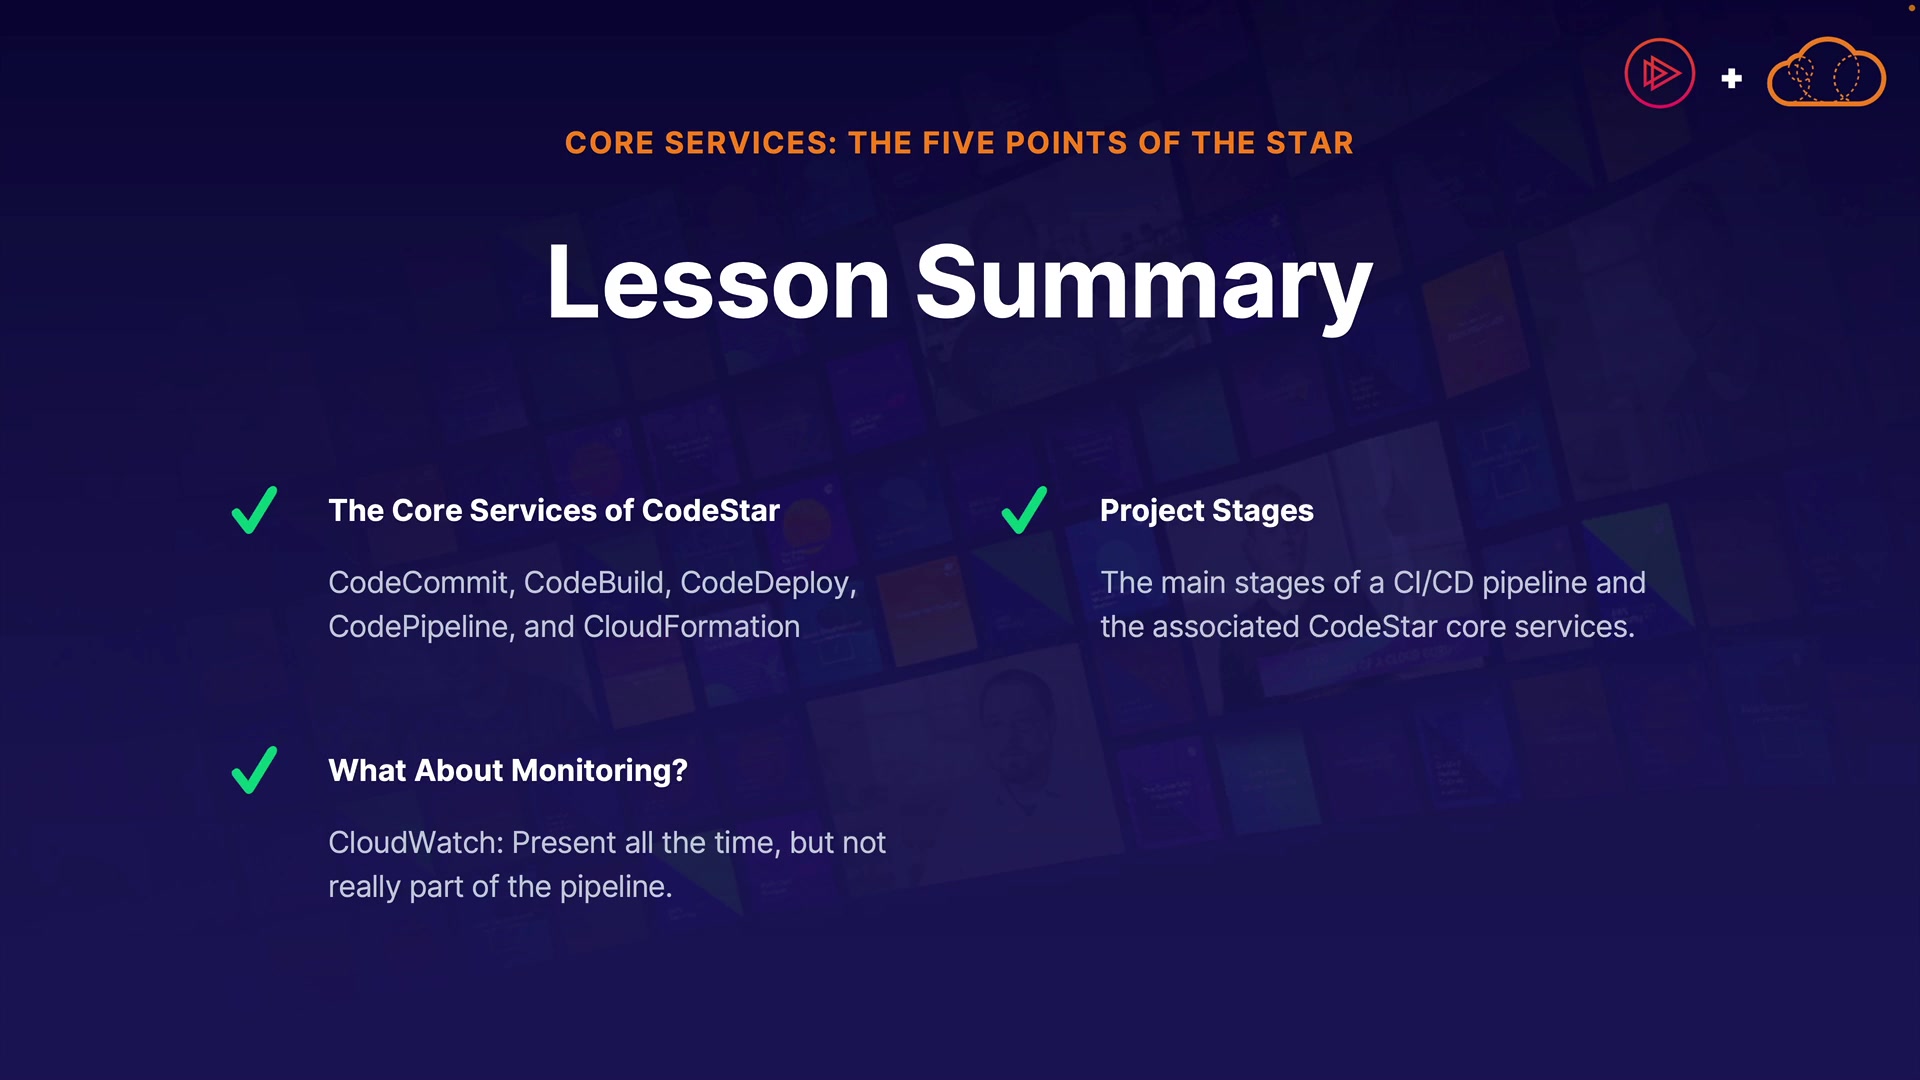 CORE SERVICES: THE FIVE POINTS OF THE STAR
Lesson Summary
The Core Services of CodeStar
CodeCommit, CodeBuild, CodeDeploy,
CodePipeline, and CloudFormation
Project Stages
The main stages of a CI/CD pipeline and
the associated CodeStar core services.
What About Monitoring?
CloudWatch: Present all the time, but not
really part of the pipeline.